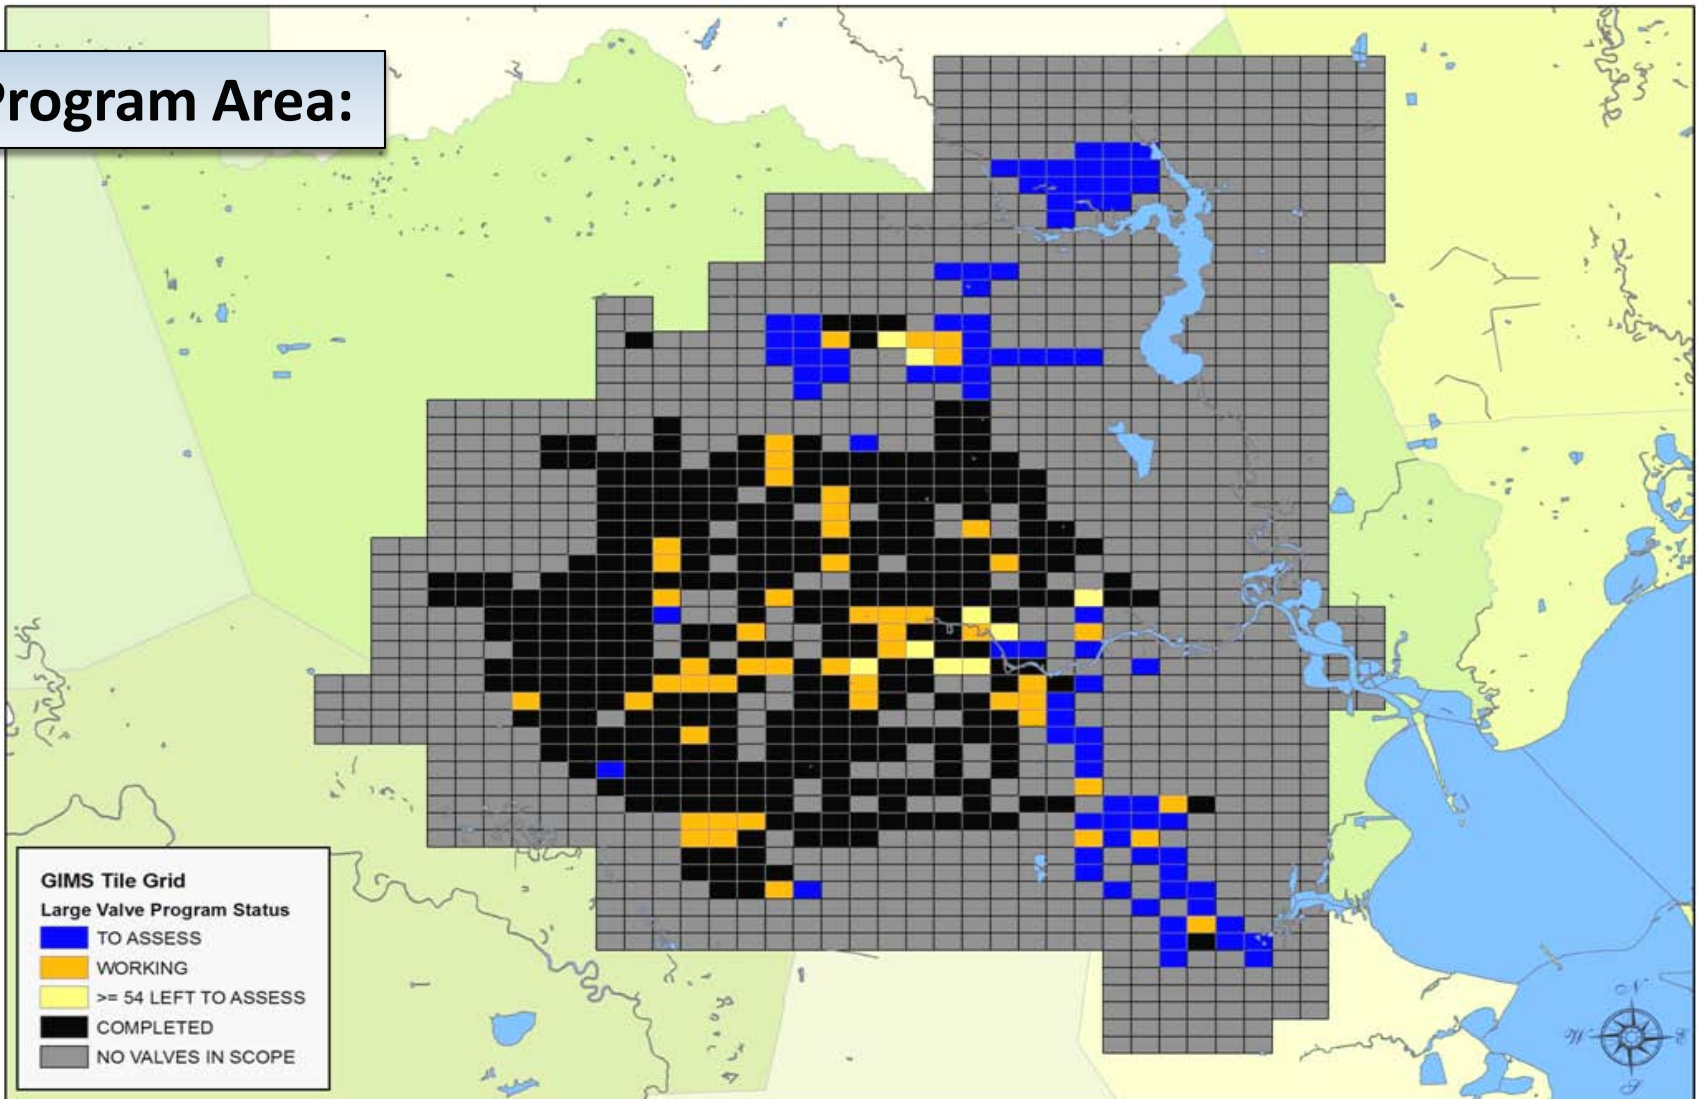 Program Area:
GIMS Tile Grid
Large Valve Program Status
TO ASSESS
WORKING
>= 54 LEFT TO ASSESS
COMPLETED
NO VALVES IN SCOPE